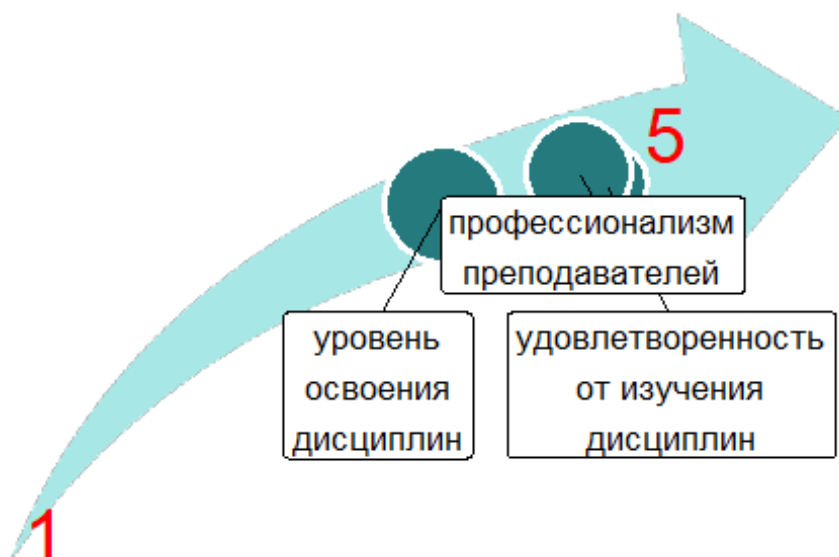 5
профессионализм
преподавателей
уровень
освоения
дисциплин
удовлетворенность
от изучения
дисциплин
1